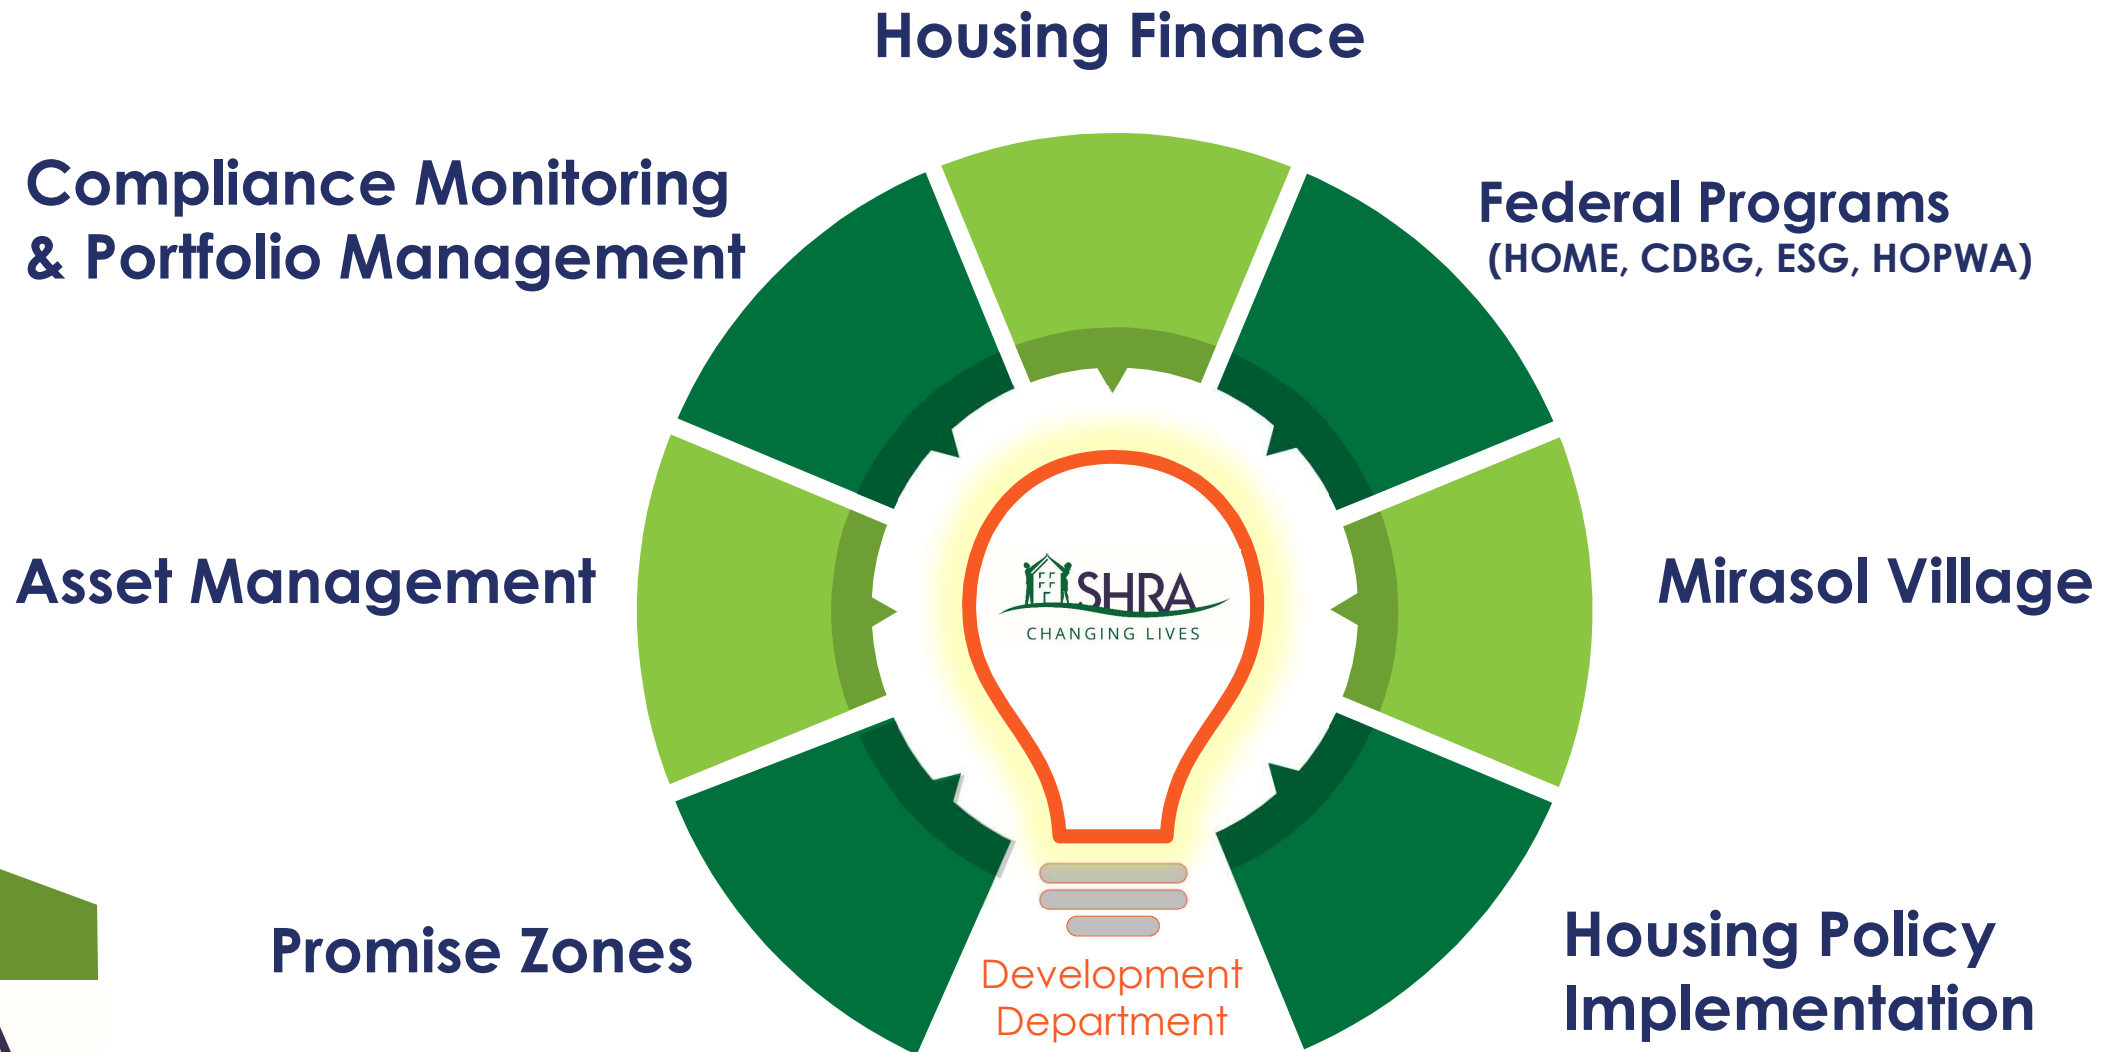 Housing Finance
Compliance Monitoring
& Portfolio Management
Federal Programs
(HOME, CDBG, ESG, HOPWA)
Asset Management
SHRA
CHANGING LIVES
Mirasol Village
Promise Zones
Development
Department
Housing Policy
Implementation